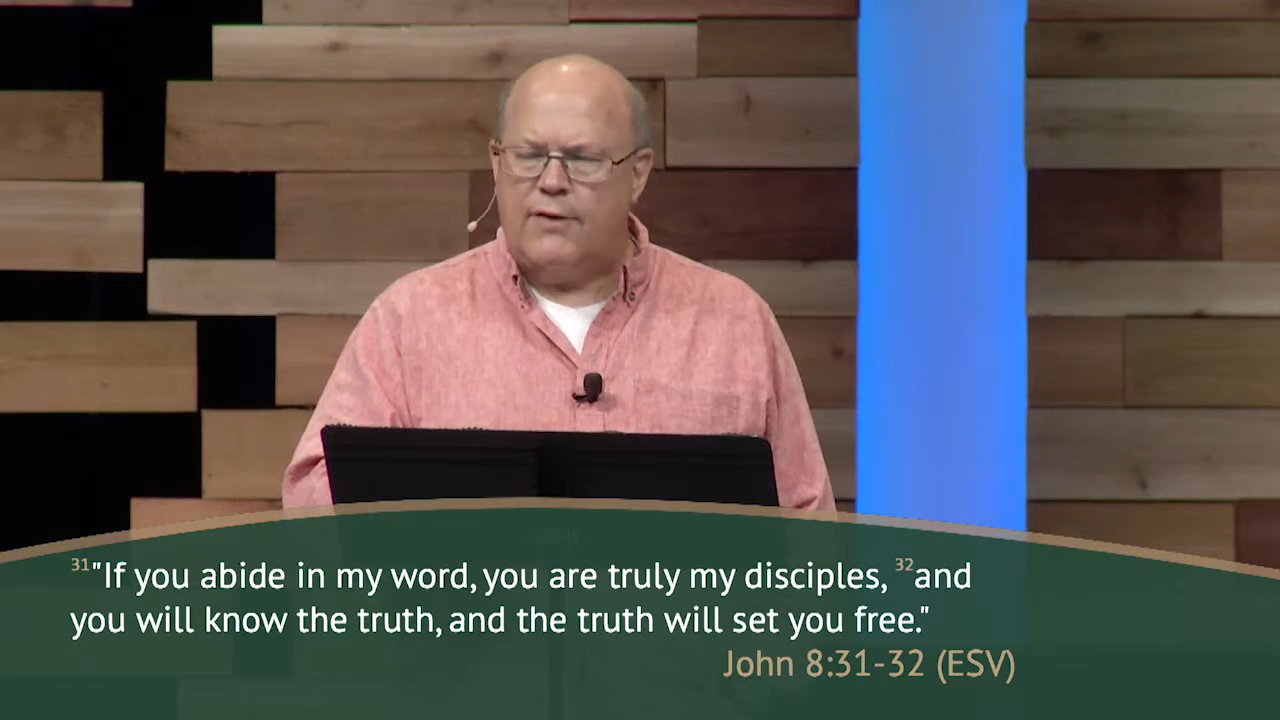 31"If you abide in my word, you are truly my disciples, 32and
you will know the truth, and the truth will set you free."
John 8:31-32 (ESV)